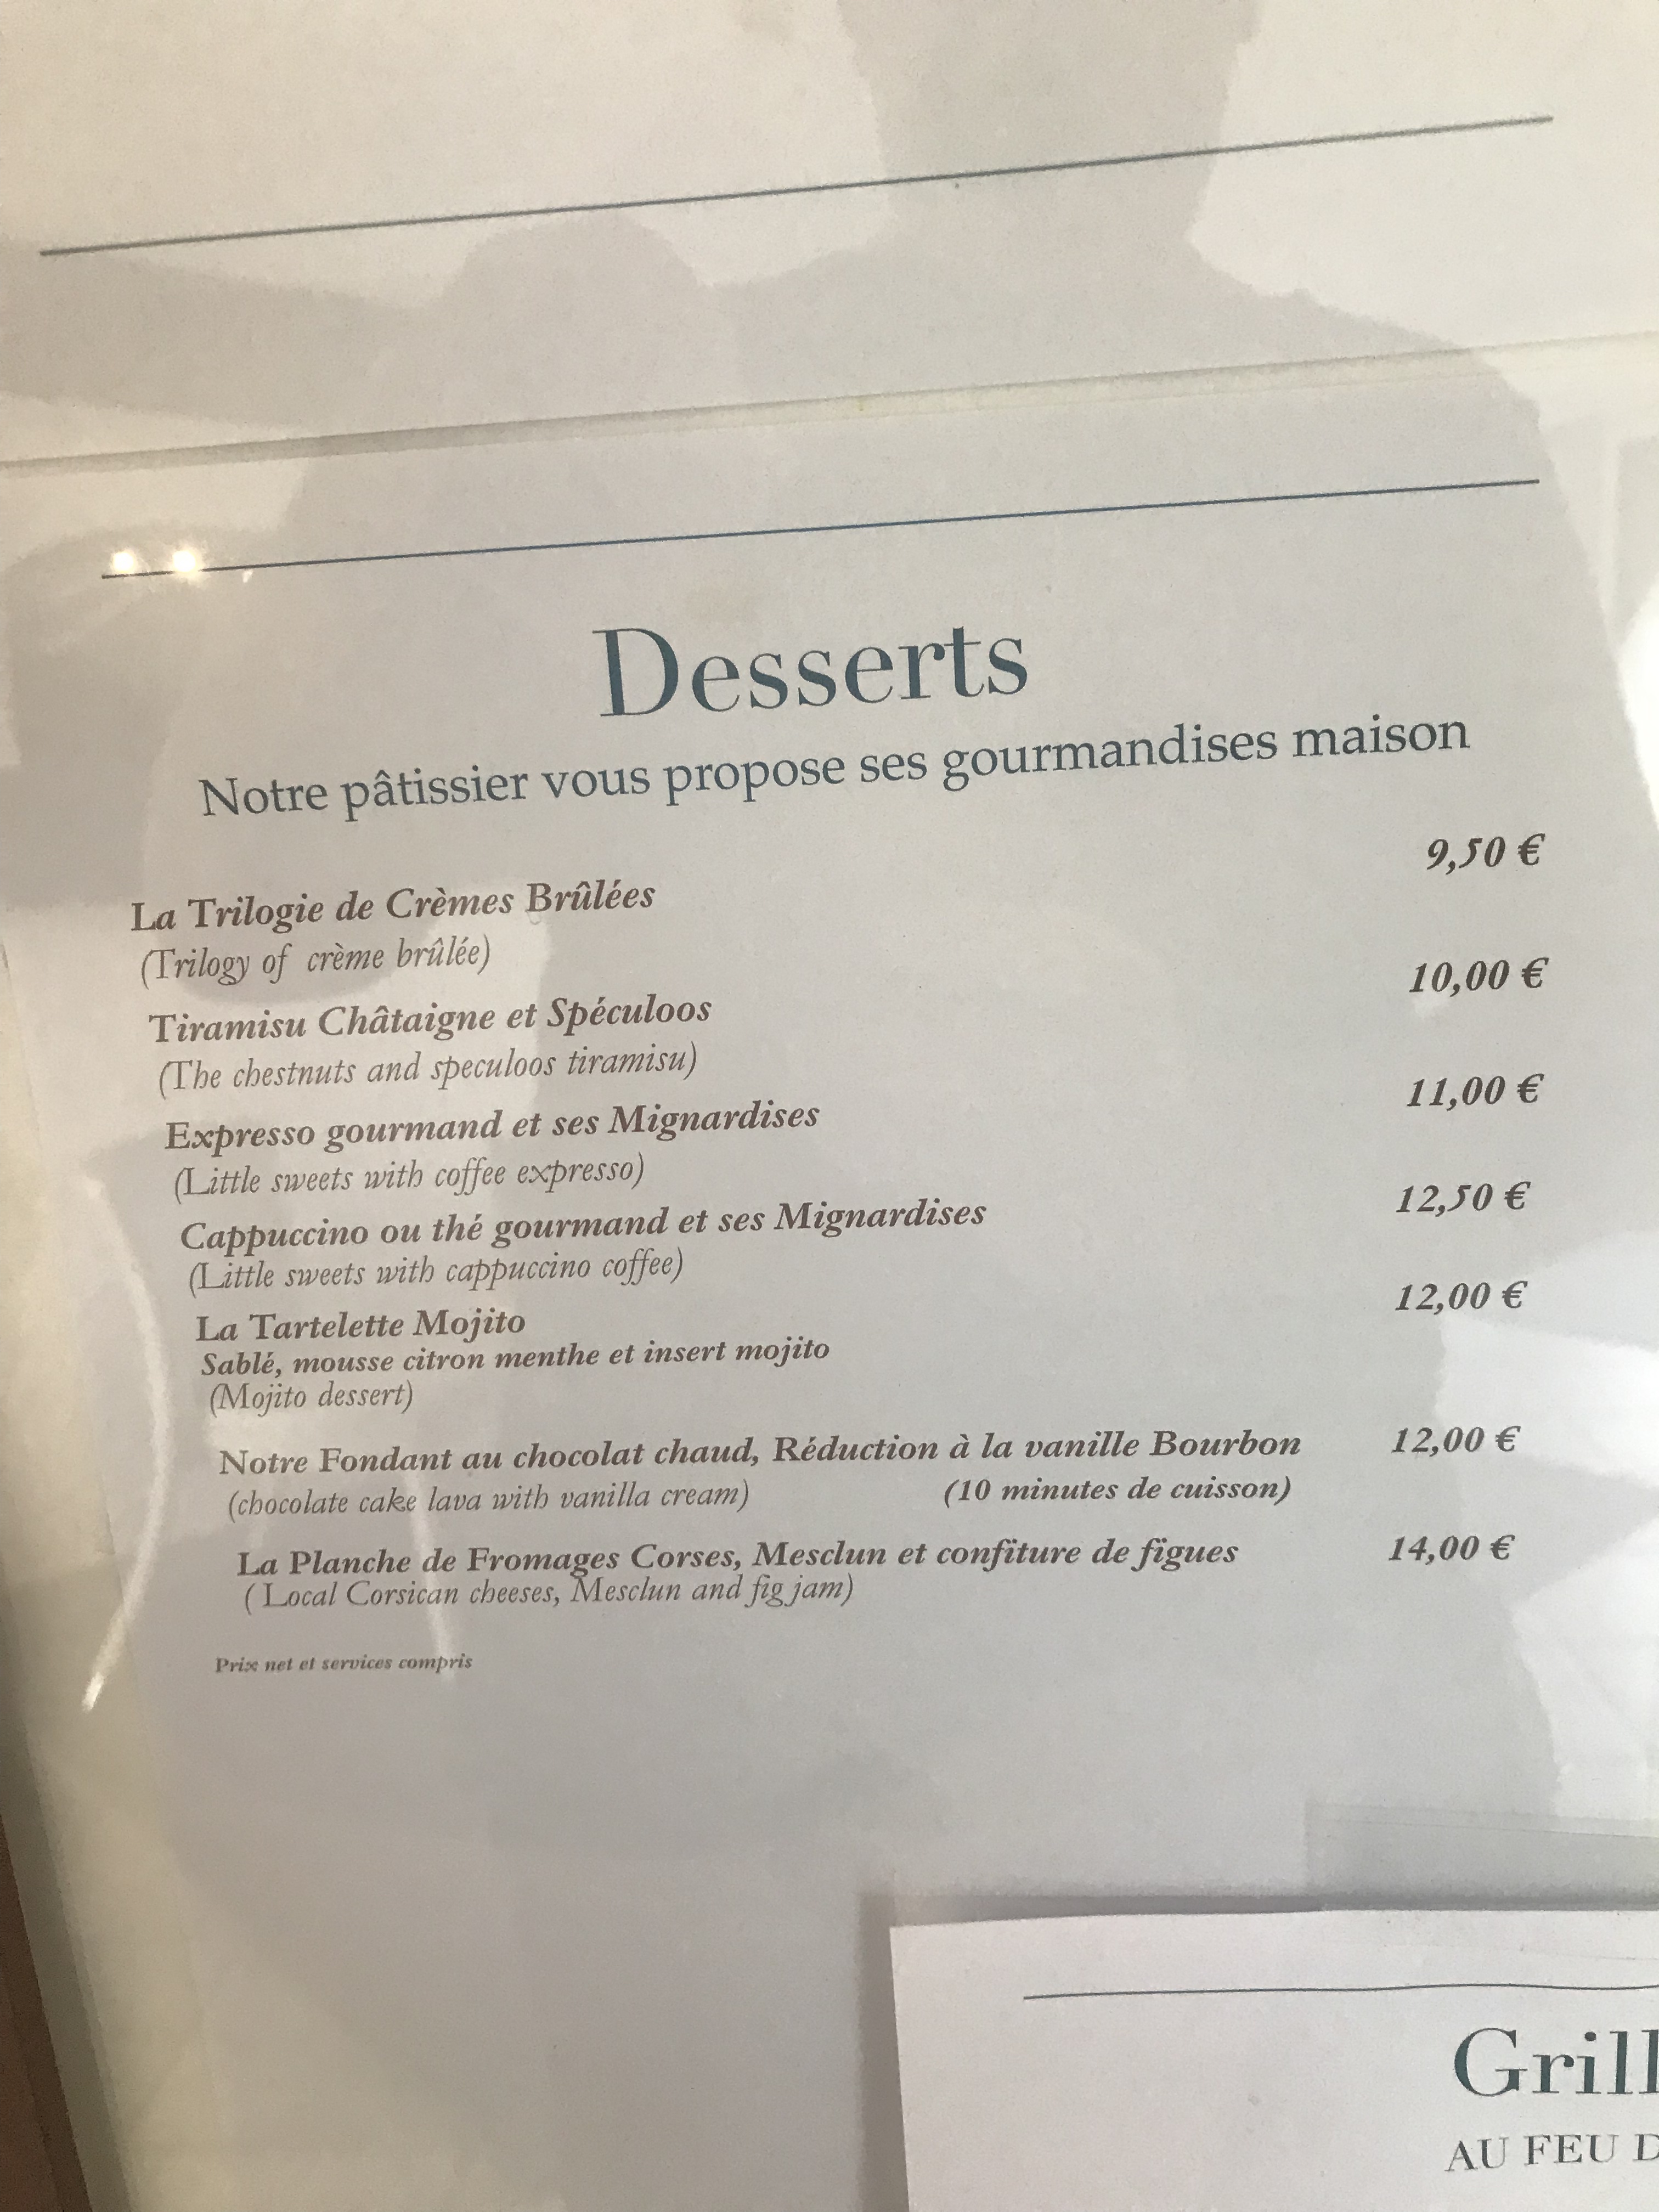 Desserts
Notre pâtissier vous propose ses gourmandises maison
La Trilogie de Crèmes Brûlées 9,50 €
(Trilogy of crème brûlée)
Tiramisu Châtaigne et Spéculoos 10,00 €
(The chestnuts and speculoos tiramisu)
Expresso gourmand et ses Mignardises 11,00 €
(Little sweets with coffee expresso)
Cappuccino ou thé gourmand et ses Mignardises 12,50 €
(Little sweets with cappuccino coffee)
La Tartelette Mojito 12,00 €
Sablé, mousse citron menthe et insert mojito
(Mojito dessert)
Notre Fondant au chocolat chaud, Réduction à la vanille Bourbon 12,00 €
(chocolate cake lava with vanilla cream) (10 minutes de cuisson)
La Planche de Fromages Corses, Mesclun et confiture de figues 14,00 €
( Local Corsican cheeses, Mesclun and fig jam)
Prix net et services compris
Grill
AU FEU D